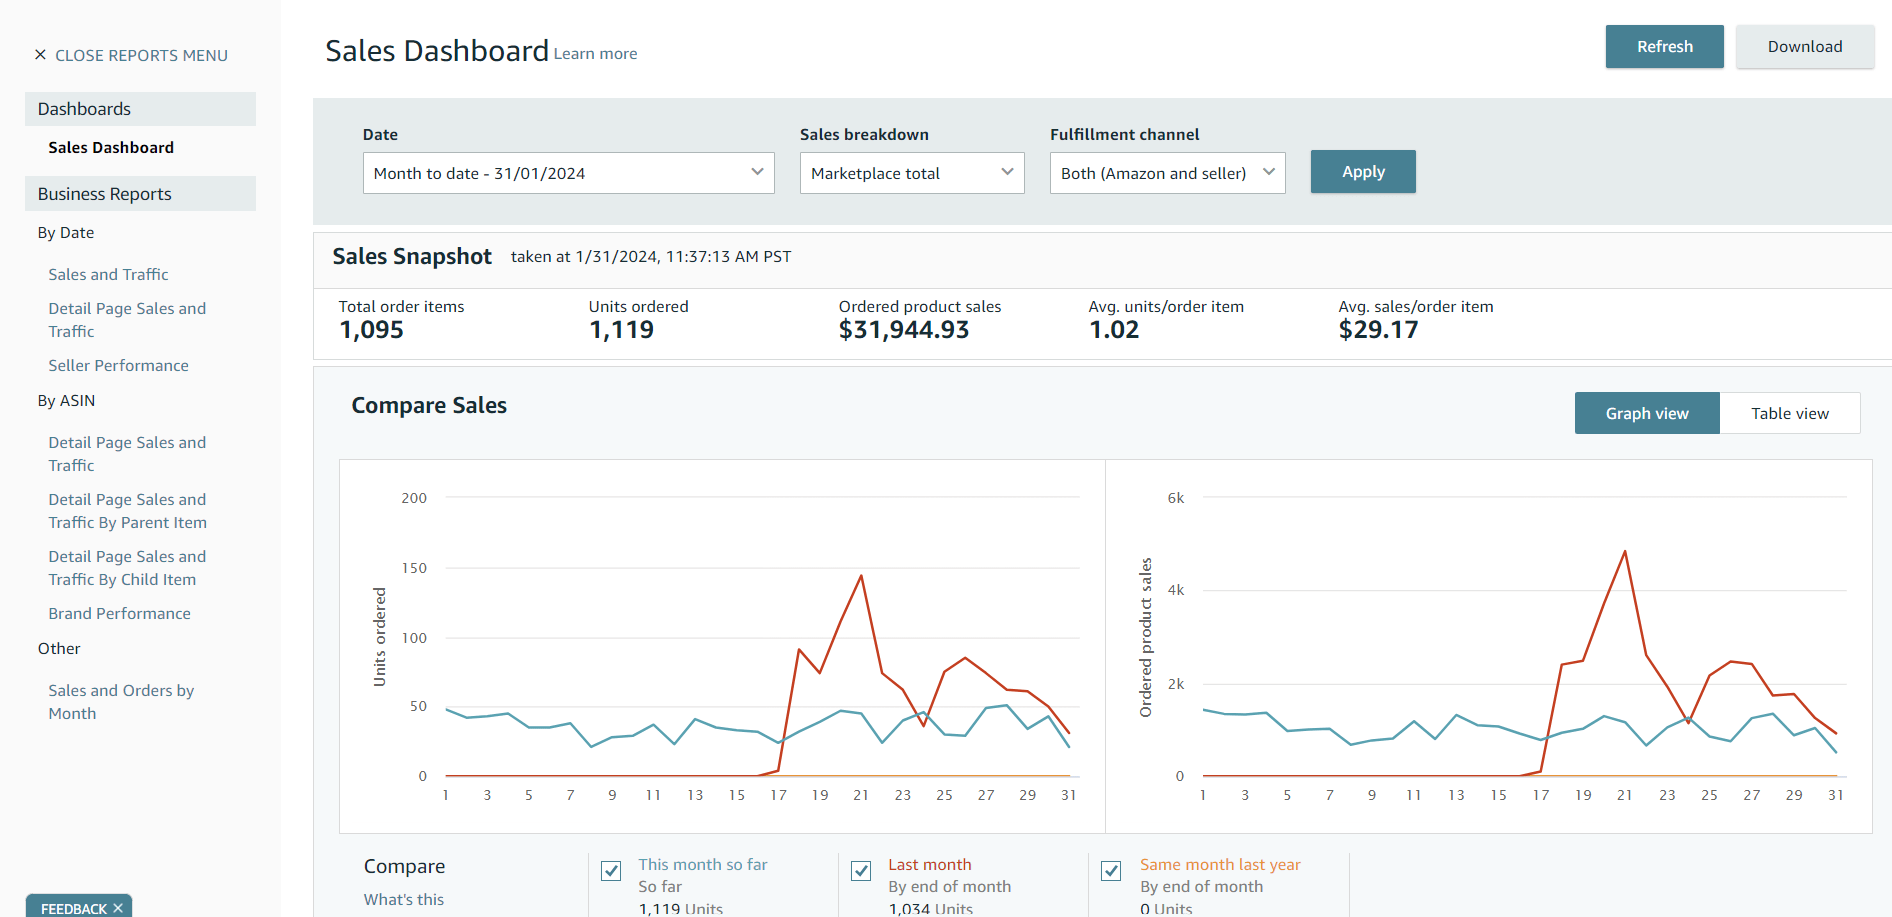 ✕ CLOSE REPORTS MENU
Dashboards
Sales Dashboard
Business Reports
By Date
Sales and Traffic
Detail Page Sales and
Traffic
Seller Performance
By ASIN
Detail Page Sales and
Traffic
Detail Page Sales and
Traffic By Parent Item
Detail Page Sales and
Traffic By Child Item
Brand Performance
Other
Sales and Orders by
Month
FEEDBACK ✕
Sales Dashboard Learn more
Refresh
Download
Date
Month to date - 31/01/2024
Sales breakdown
Marketplace total
Fulfillment channel
Both (Amazon and seller)
Apply
Sales Snapshot taken at 1/31/2024, 11:37:13 AM PST
Total order items
1,095
Units ordered
1,119
Ordered product sales
$31,944.93
Avg. units/order item
1.02
Avg. sales/order item
$29.17
Compare Sales
Graph view
Table view
Units ordered
200
150
100
50
0
1 3 5 7 9 11 13 15 17 19 21 23 25 27 29 31
Ordered product sales
6k
4k
2k
0
1 3 5 7 9 11 13 15 17 19 21 23 25 27 29 31
Compare
What's this
This month so far
So far
1,119 Units
Last month
By end of month
1,034 Units
Same month last year
By end of month
0 Units